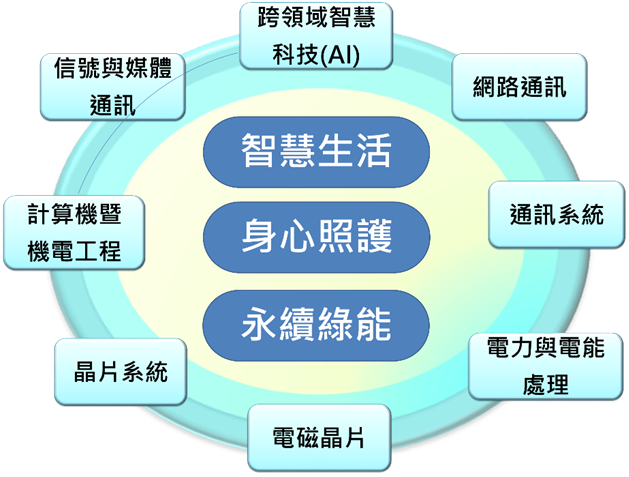 跨領域智慧
科技(AI)
信號與媒體
通訊
網路通訊
智慧生活
計算機暨
機電工程
通訊系統
身心照護
永續綠能
晶片系統
電力與電能
處理
電磁晶片